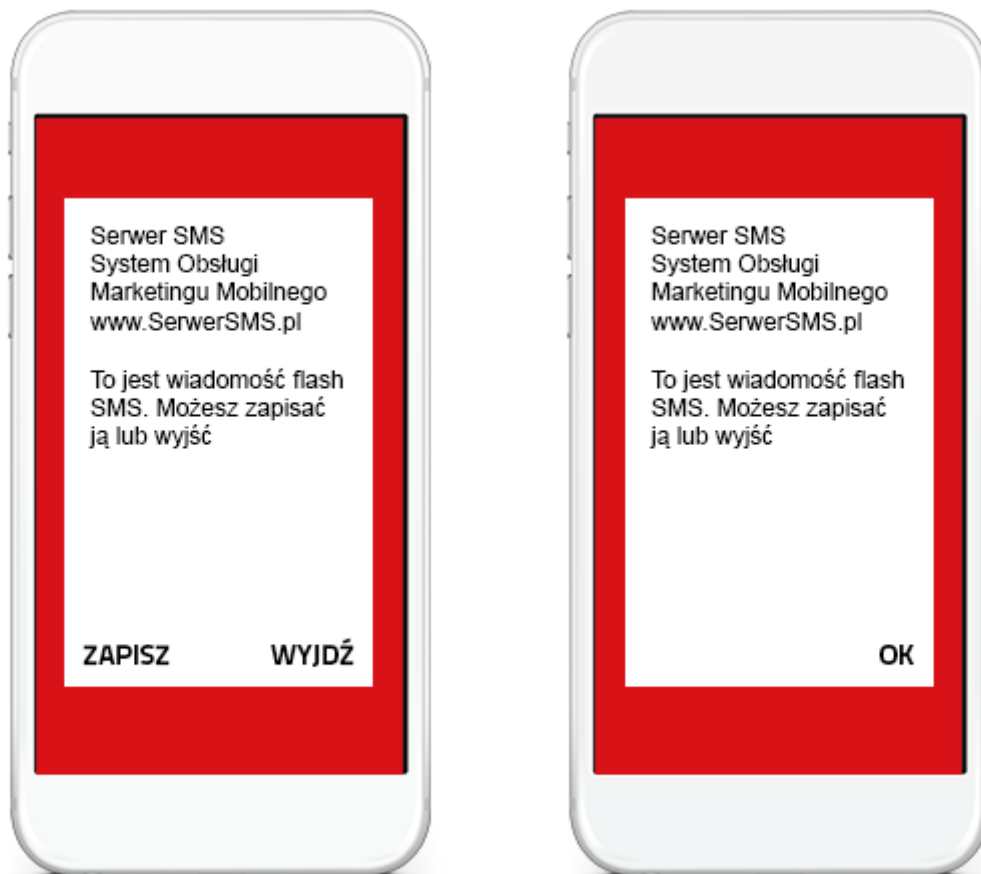 Serwer SMS
System Obsługi
Marketingu Mobilnego
www.SerwerSMS.pl
To jest wiadomość flash
SMS. Możesz zapisać
ją lub wyjść
ZAPISZ
WYJDŹ
Serwer SMS
System Obsługi
Marketingu Mobilnego
www.SerwerSMS.pl
To jest wiadomość flash
SMS. Możesz zapisać
ją lub wyjść
OK